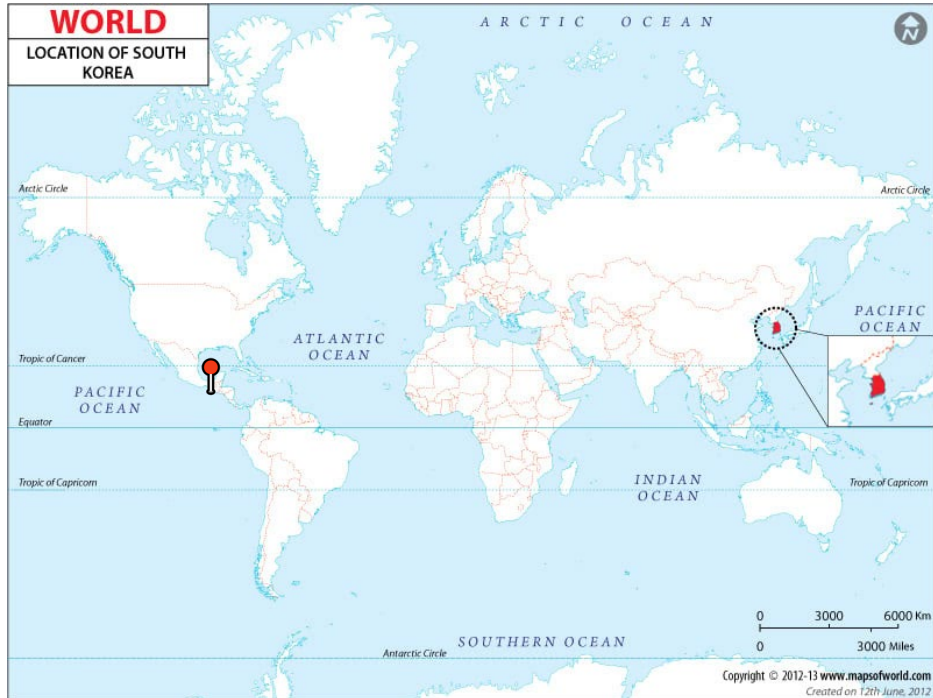 WORLD
LOCATION OF SOUTH
KOREA
ARCTIC OCEAN
N
Arctic Circle
Arctic Circle
PACIFIC
OCEAN
ATLANTIC
OCEAN
Tropic of Cancer
PACIFIC
OCEAN
Equator
INDIAN
OCEAN
Tropic of Capricorn
Tropic of Capricorn
0 3000 6000 Km
0 3000 Miles
SOUTHERN OCEAN
Antarctic Circle
Copyright © 2012-13 www.mapsofworld.com
Created on 12th June, 2012